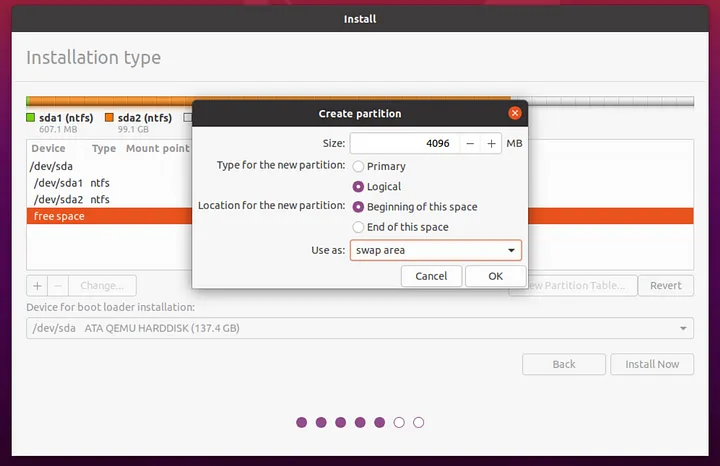 Install
Installation type
sda1 (ntfs) sda2 (ntfs)
607.1 MB 99.1 GB
Device Type Mount point
/dev/sda
/dev/sda1 ntfs
/dev/sda2 ntfs
free space
Create partition
Size: 4096 MB
Type for the new partition: Primary
Logical
Location for the new partition: Beginning of this space
End of this space
Use as: swap area
Cancel OK
Change... Partition Table... Revert
Device for boot loader installation:
/dev/sda ATA QEMU HARDDISK (137.4 GB)
Back Install Now